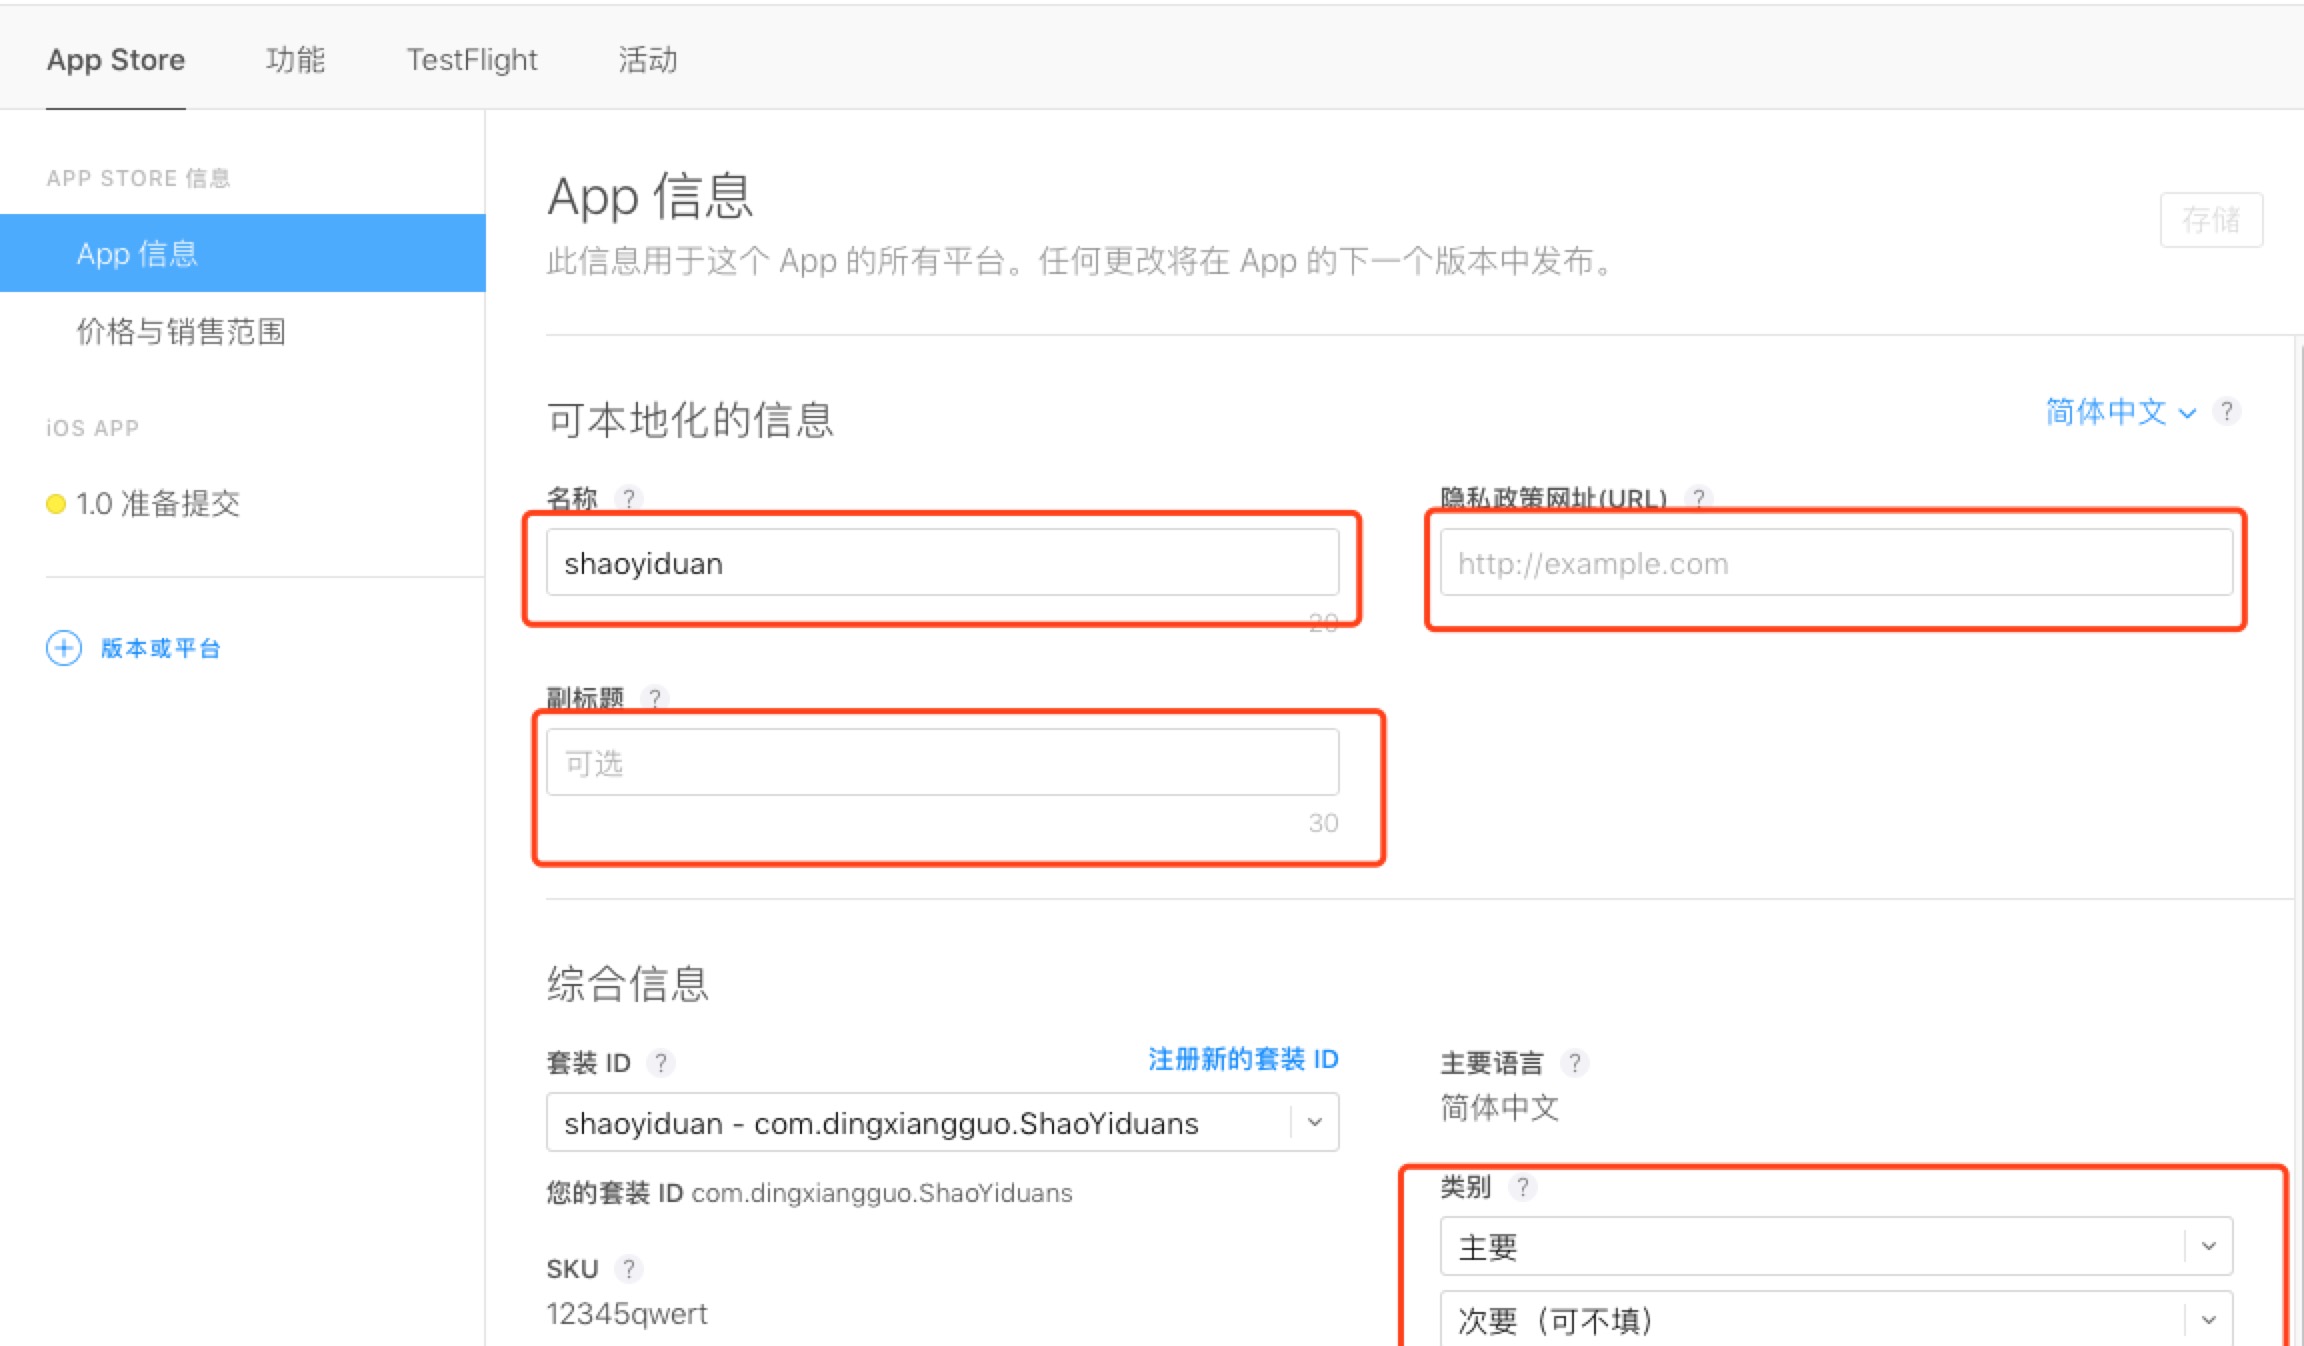 App Store 功能 TestFlight 活动
APP STORE 信息
App 信息
价格与销售范围
iOS APP
1.0 准备提交
版本或平台
App 信息
存储
此信息用于这个 App 的所有平台。任何更改将在 App 的下一个版本中发布。
可本地化的信息
简体中文 ?
名称 ?
shaoyiduan
20
隐私政策网址(URL) ?
http://example.com
副标题 ?
可选
30
综合信息
套装 ID ? 注册新的套装 ID
shaoyiduan - com.dingxiangguo.ShaoYiduans
您的套装 ID com.dingxiangguo.ShaoYiduans
SKU ?
12345qwert
主要语言 ?
简体中文
类别 ?
主要
次要（可不填）